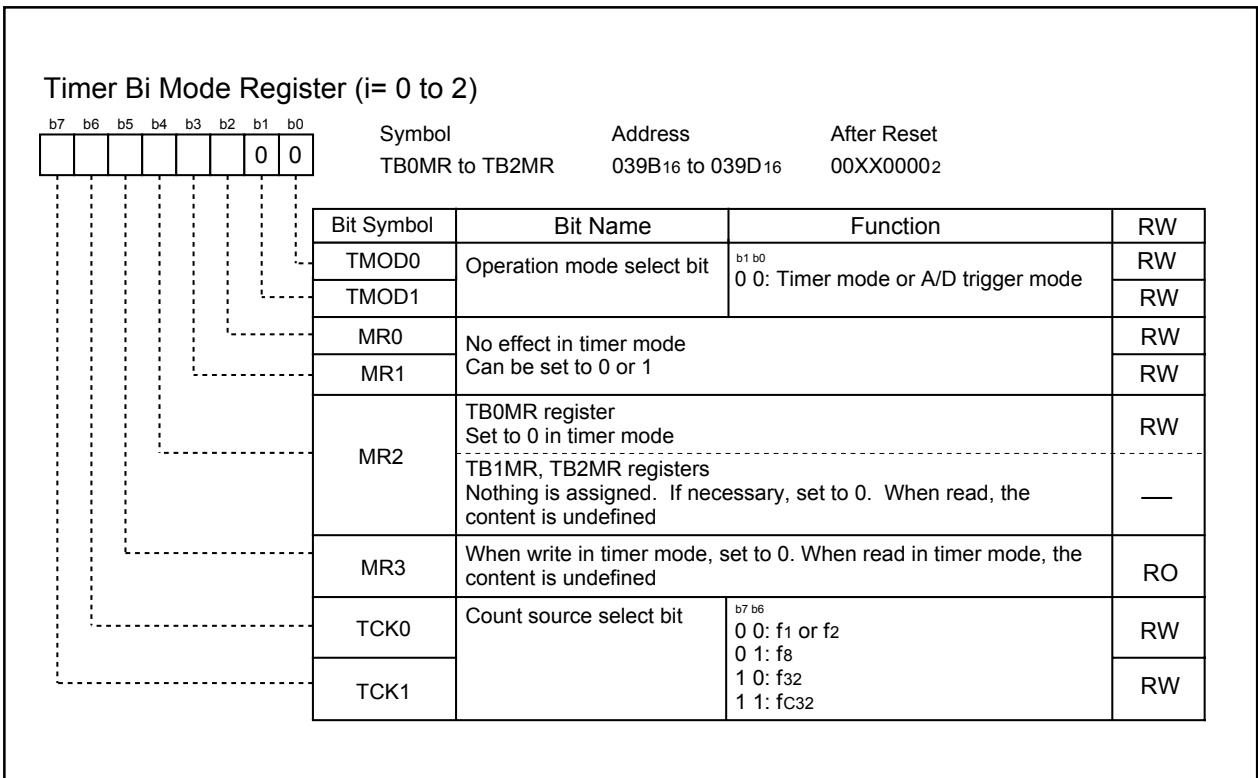 Timer Bi Mode Register (i= 0 to 2)
b7 b6 b5 b4 b3 b2 b1 b0
0 0
Symbol Address After Reset
TB0MR to TB2MR 039B16 to 039D16 00XX00002
Bit Symbol Bit Name Function RW
TMOD0 Operation mode select bit b1 b0 RW
0 0: Timer mode or A/D trigger mode
TMOD1 RW
MR0 No effect in timer mode RW
Can be set to 0 or 1
MR1 RW
MR2
TB0MR register
Set to 0 in timer mode RW
TB1MR, TB2MR registers
Nothing is assigned. If necessary, set to 0. When read, the —
content is undefined
MR3 When write in timer mode, set to 0. When read in timer mode, the
content is undefined RO
TCK0 Count source select bit b7 b6
0 0: f1 or f2 RW
0 1: f8
TCK1 1 0: f32 RW
1 1: fC32